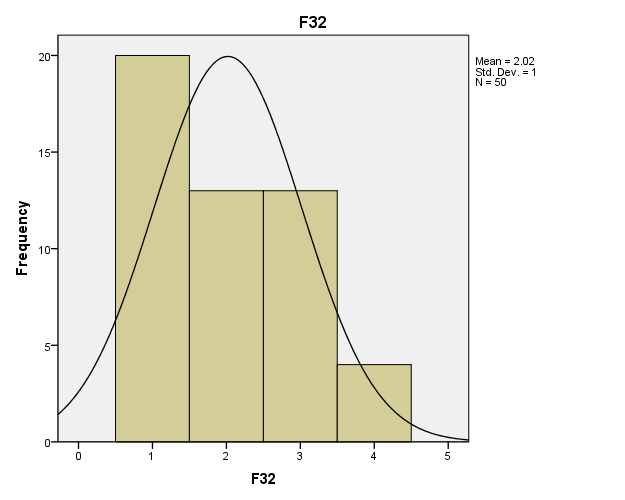 F32
Mean = 2.02
Std. Dev. = 1
N = 50
Frequency
20
15
10
5
0
0 1 2 3 4 5
F32